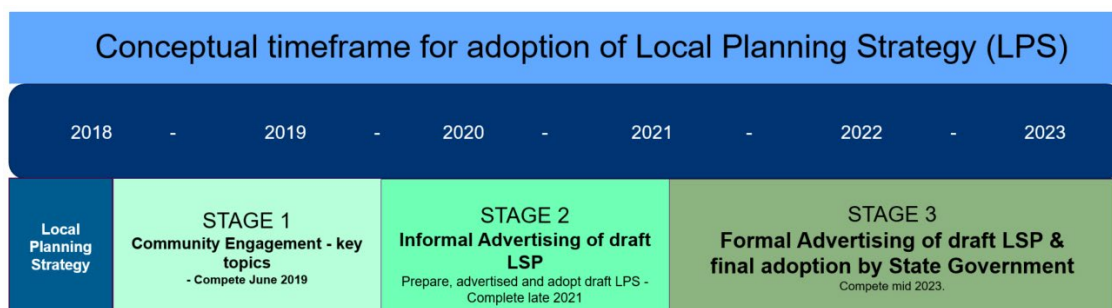 Conceptual timeframe for adoption of Local Planning Strategy (LPS)
2018 - 2019 - 2020 - 2021 - 2022 - 2023
Local
Planning
Strategy
STAGE 1
Community Engagement - key
topics
- Compete June 2019
STAGE 2
Informal Advertising of draft
LSP
Prepare, advertised and adopt draft LPS -
Complete late 2021
STAGE 3
Formal Advertising of draft LSP &
final adoption by State Government
Compete mid 2023.